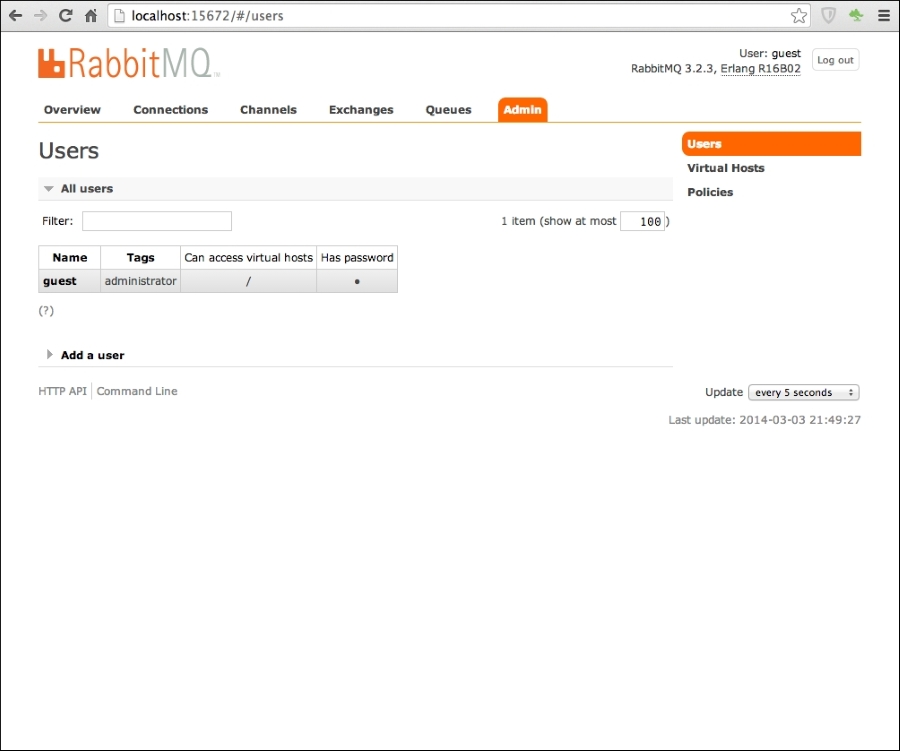 localhost:15672/#/users
RabbitMQ™
User: guest
RabbitMQ 3.2.3, Erlang R16B02
Log out
Overview Connections Channels Exchanges Queues Admin
Users
Users
Virtual Hosts
Policies
All users
Filter: 1 item (show at most 100 )
Name Tags Can access virtual hosts Has password
guest administrator / •
(?)
Add a user
HTTP API Command Line
Update every 5 seconds
Last update: 2014-03-03 21:49:27